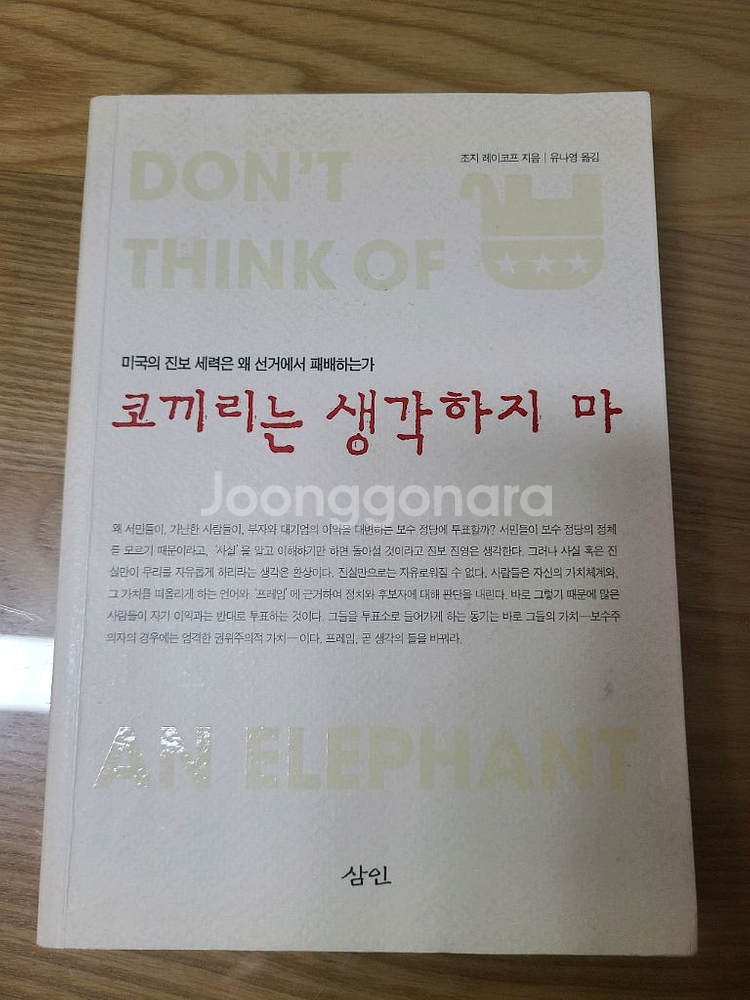 DON'T
조지 레이코프 지음 | 유나영 옮김
THINK OF
미국의 진보 세력은 왜 선거에서 패배하는가
코끼리는 생각하지 마
Joonggonara
왜 서민들이, 가난한 사람들이, 부자와 대기업의 이익을 대변하는 보수 정당에 투표할까? 서민들이 보수 정당의 정체
를 모르기 때문이라고, '사실'을 알고 이해하기만 하면 돌아설 것이라고 진보 진영은 생각한다. 그러나 사실 혹은 진
실만이 우리를 자유롭게 하리라는 생각은 환상이다. 진실만으로는 자유로워질 수 없다. 사람들은 자신의 가치체계와,
그 가치를 떠올리게 하는 언어와 '프레임'에 근거하여 정치와 후보자에 대해 판단을 내린다. 바로 그렇기 때문에 많은
사람들이 자기 이익과는 반대로 투표하는 것이다. 그들을 투표소로 들어가게 하는 동기는 바로 그들의 가치—보수주
의자의 경우에는 엄격한 권위주의적 가치—이다. 프레임, 곧 생각의 틀을 바꿔라.
AN ELEPHANT
삼인